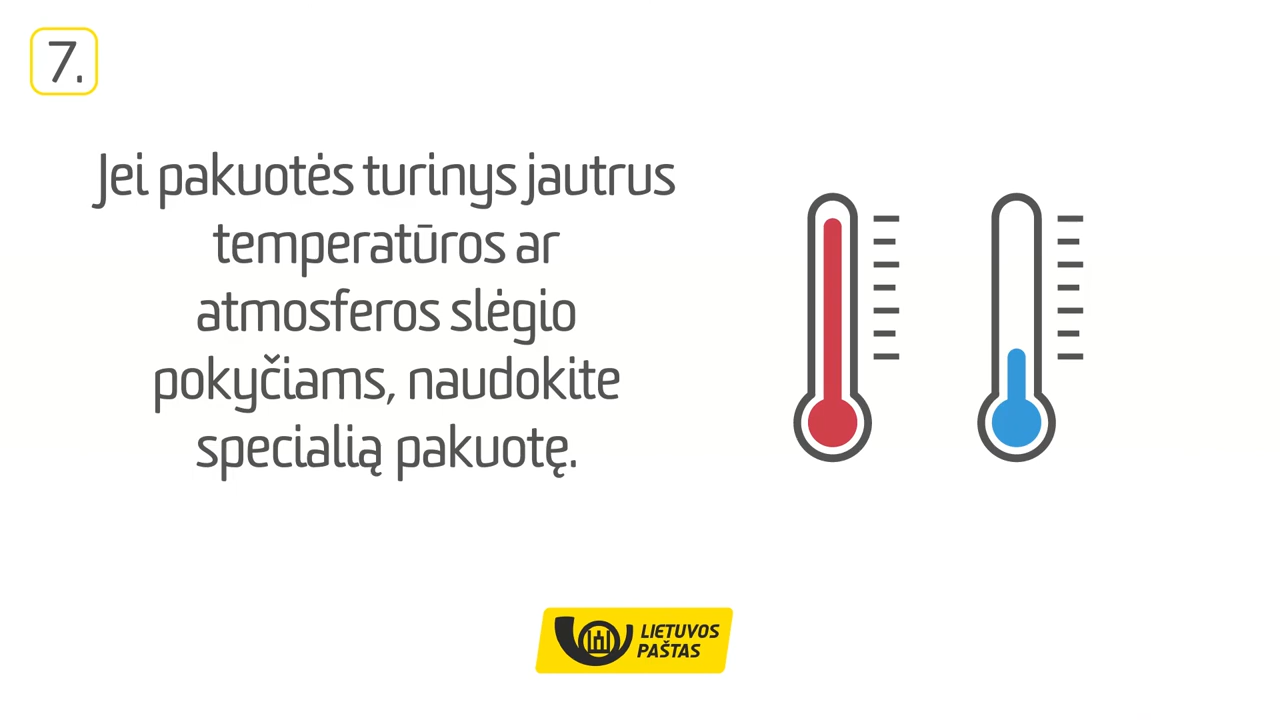 7.
Jei pakuotės turinys jautrus
temperatūros ar
atmosferos slėgio
pokyčiams, naudokite
specialią pakuotę.
LIETUVOS
PAŠTAS